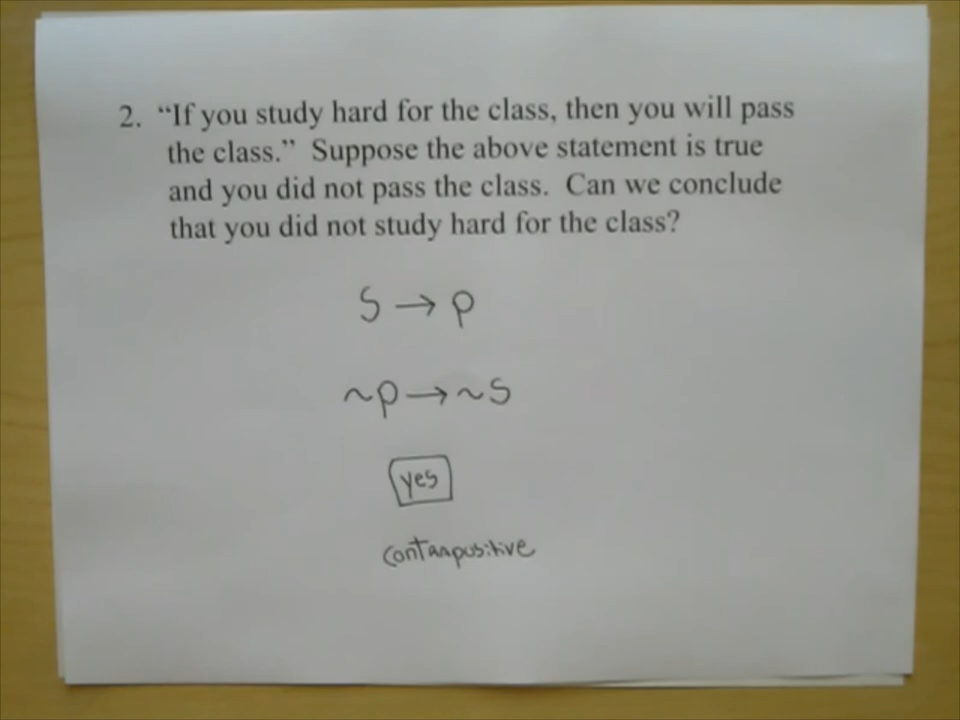 2. “If you study hard for the class, then you will pass
the class.” Suppose the above statement is true
and you did not pass the class. Can we conclude
that you did not study hard for the class?
S → p
~p → ~s
yes
contrapositive